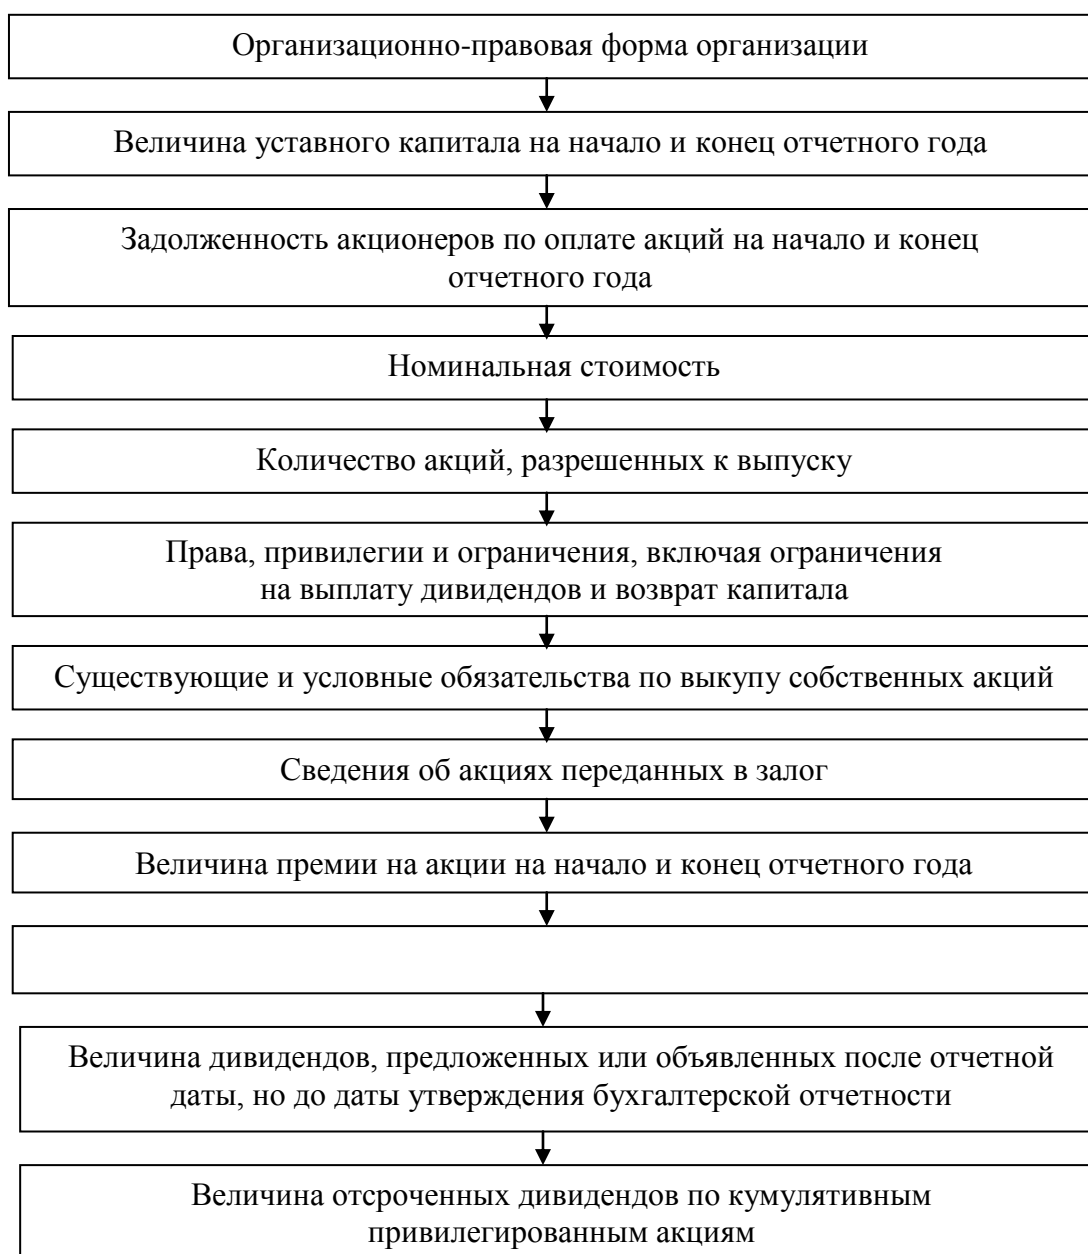 Организационно-правовая форма организации
Величина уставного капитала на начало и конец отчетного года
Задолженность акционеров по оплате акций на начало и конец
отчетного года
Номинальная стоимость
Количество акций, разрешенных к выпуску
Права, привилегии и ограничения, включая ограничения
на выплату дивидендов и возврат капитала
Существующие и условные обязательства по выкупу собственных акций
Сведения об акциях переданных в залог
Величина премии на акции на начало и конец отчетного года
Величина дивидендов, предложенных или объявленных после отчетной
даты, но до даты утверждения бухгалтерской отчетности
Величина отсроченных дивидендов по кумулятивным
привилегированным акциям